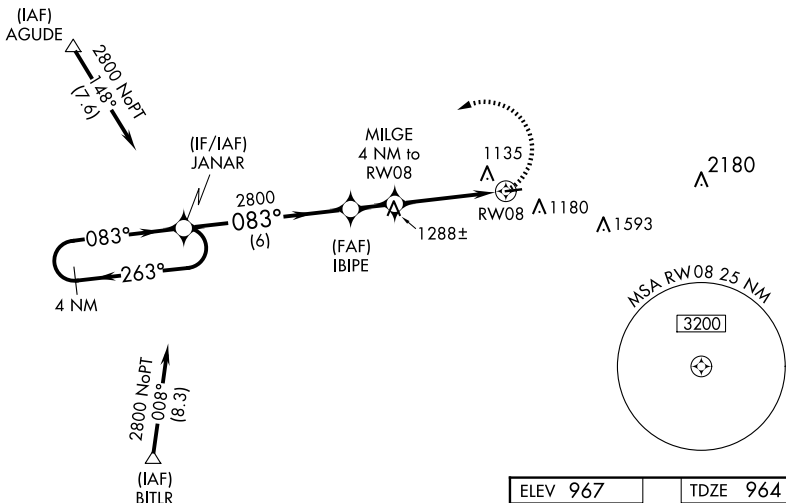 (IAF)
AGUDE
2800 NoPT
148°
(7.6)
(IF/IAF)
JANAR
MILGE
4 NM to
RW08
1135
2180
2800
083°
(6)
083°
RW08
1180
1593
1288±
(FAF)
IBIPE
263°
4 NM
MSA RW08 25 NM
3200
2800 NoPT
008°
(8.3)
(IAF)
BITLR
ELEV 967
TDZE 964